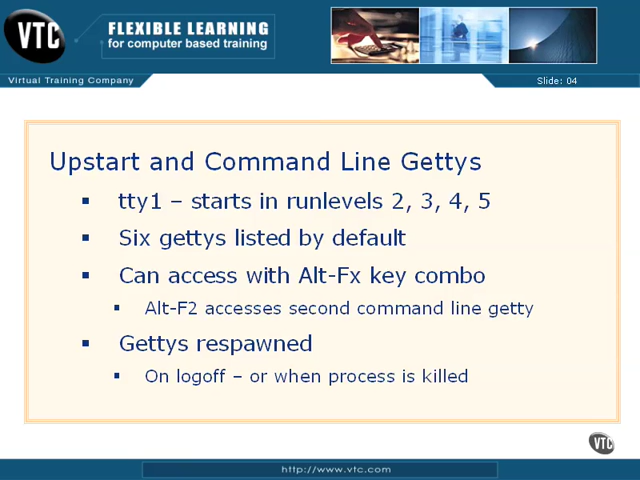 VTC
FLEXIBLE LEARNING
for computer based training
Virtual Training Company
Slide: 04
Upstart and Command Line Gettys
▪ tty1 – starts in runlevels 2, 3, 4, 5
▪ Six gettys listed by default
▪ Can access with Alt-Fx key combo
▪ Alt-F2 accesses second command line getty
▪ Gettys respawned
▪ On logoff – or when process is killed
VTC
http://www.vtc.com